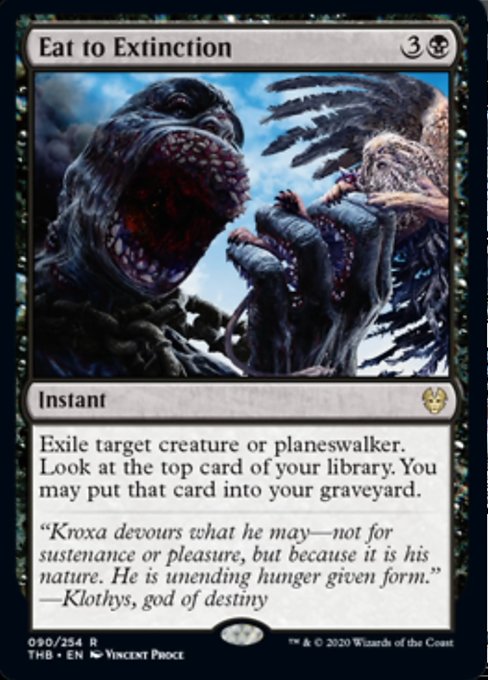 Eat to Extinction 3
Instant
Exile target creature or planeswalker.
Look at the top card of your library. You
may put that card into your graveyard.
“Kroxa devours what he may—not for
sustenance or pleasure, but because it is his
nature. He is unending hunger given form.”
—Klothys, god of destiny
090/254 R
THB • EN Vincent Proce
™ & © 2020 Wizards of the Coast